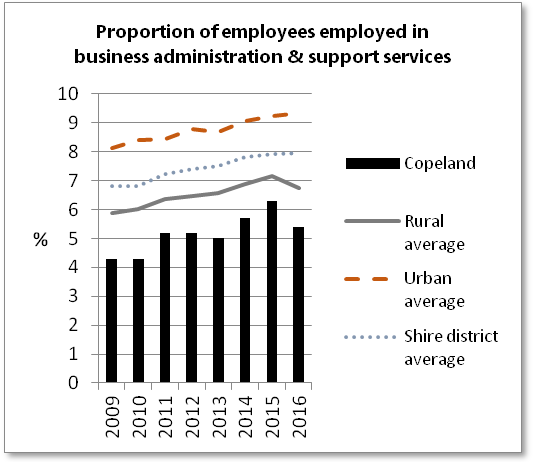 Proportion of employees employed in
business administration & support services
10
9
8
7
6
5
4
3
2
1
0
%
2009
2010
2011
2012
2013
2014
2015
2016
Copeland
Rural
average
Urban
average
Shire district
average